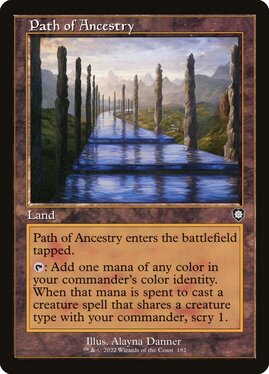 Path of Ancestry
Land
Path of Ancestry enters the battlefield
tapped.
: Add one mana of any color in
your commander's color identity.
When that mana is spent to cast a
creature spell that shares a creature
type with your commander, scry 1.
Illus. Alayna Danner
™ & © 2022 Wizards of the Coast 192